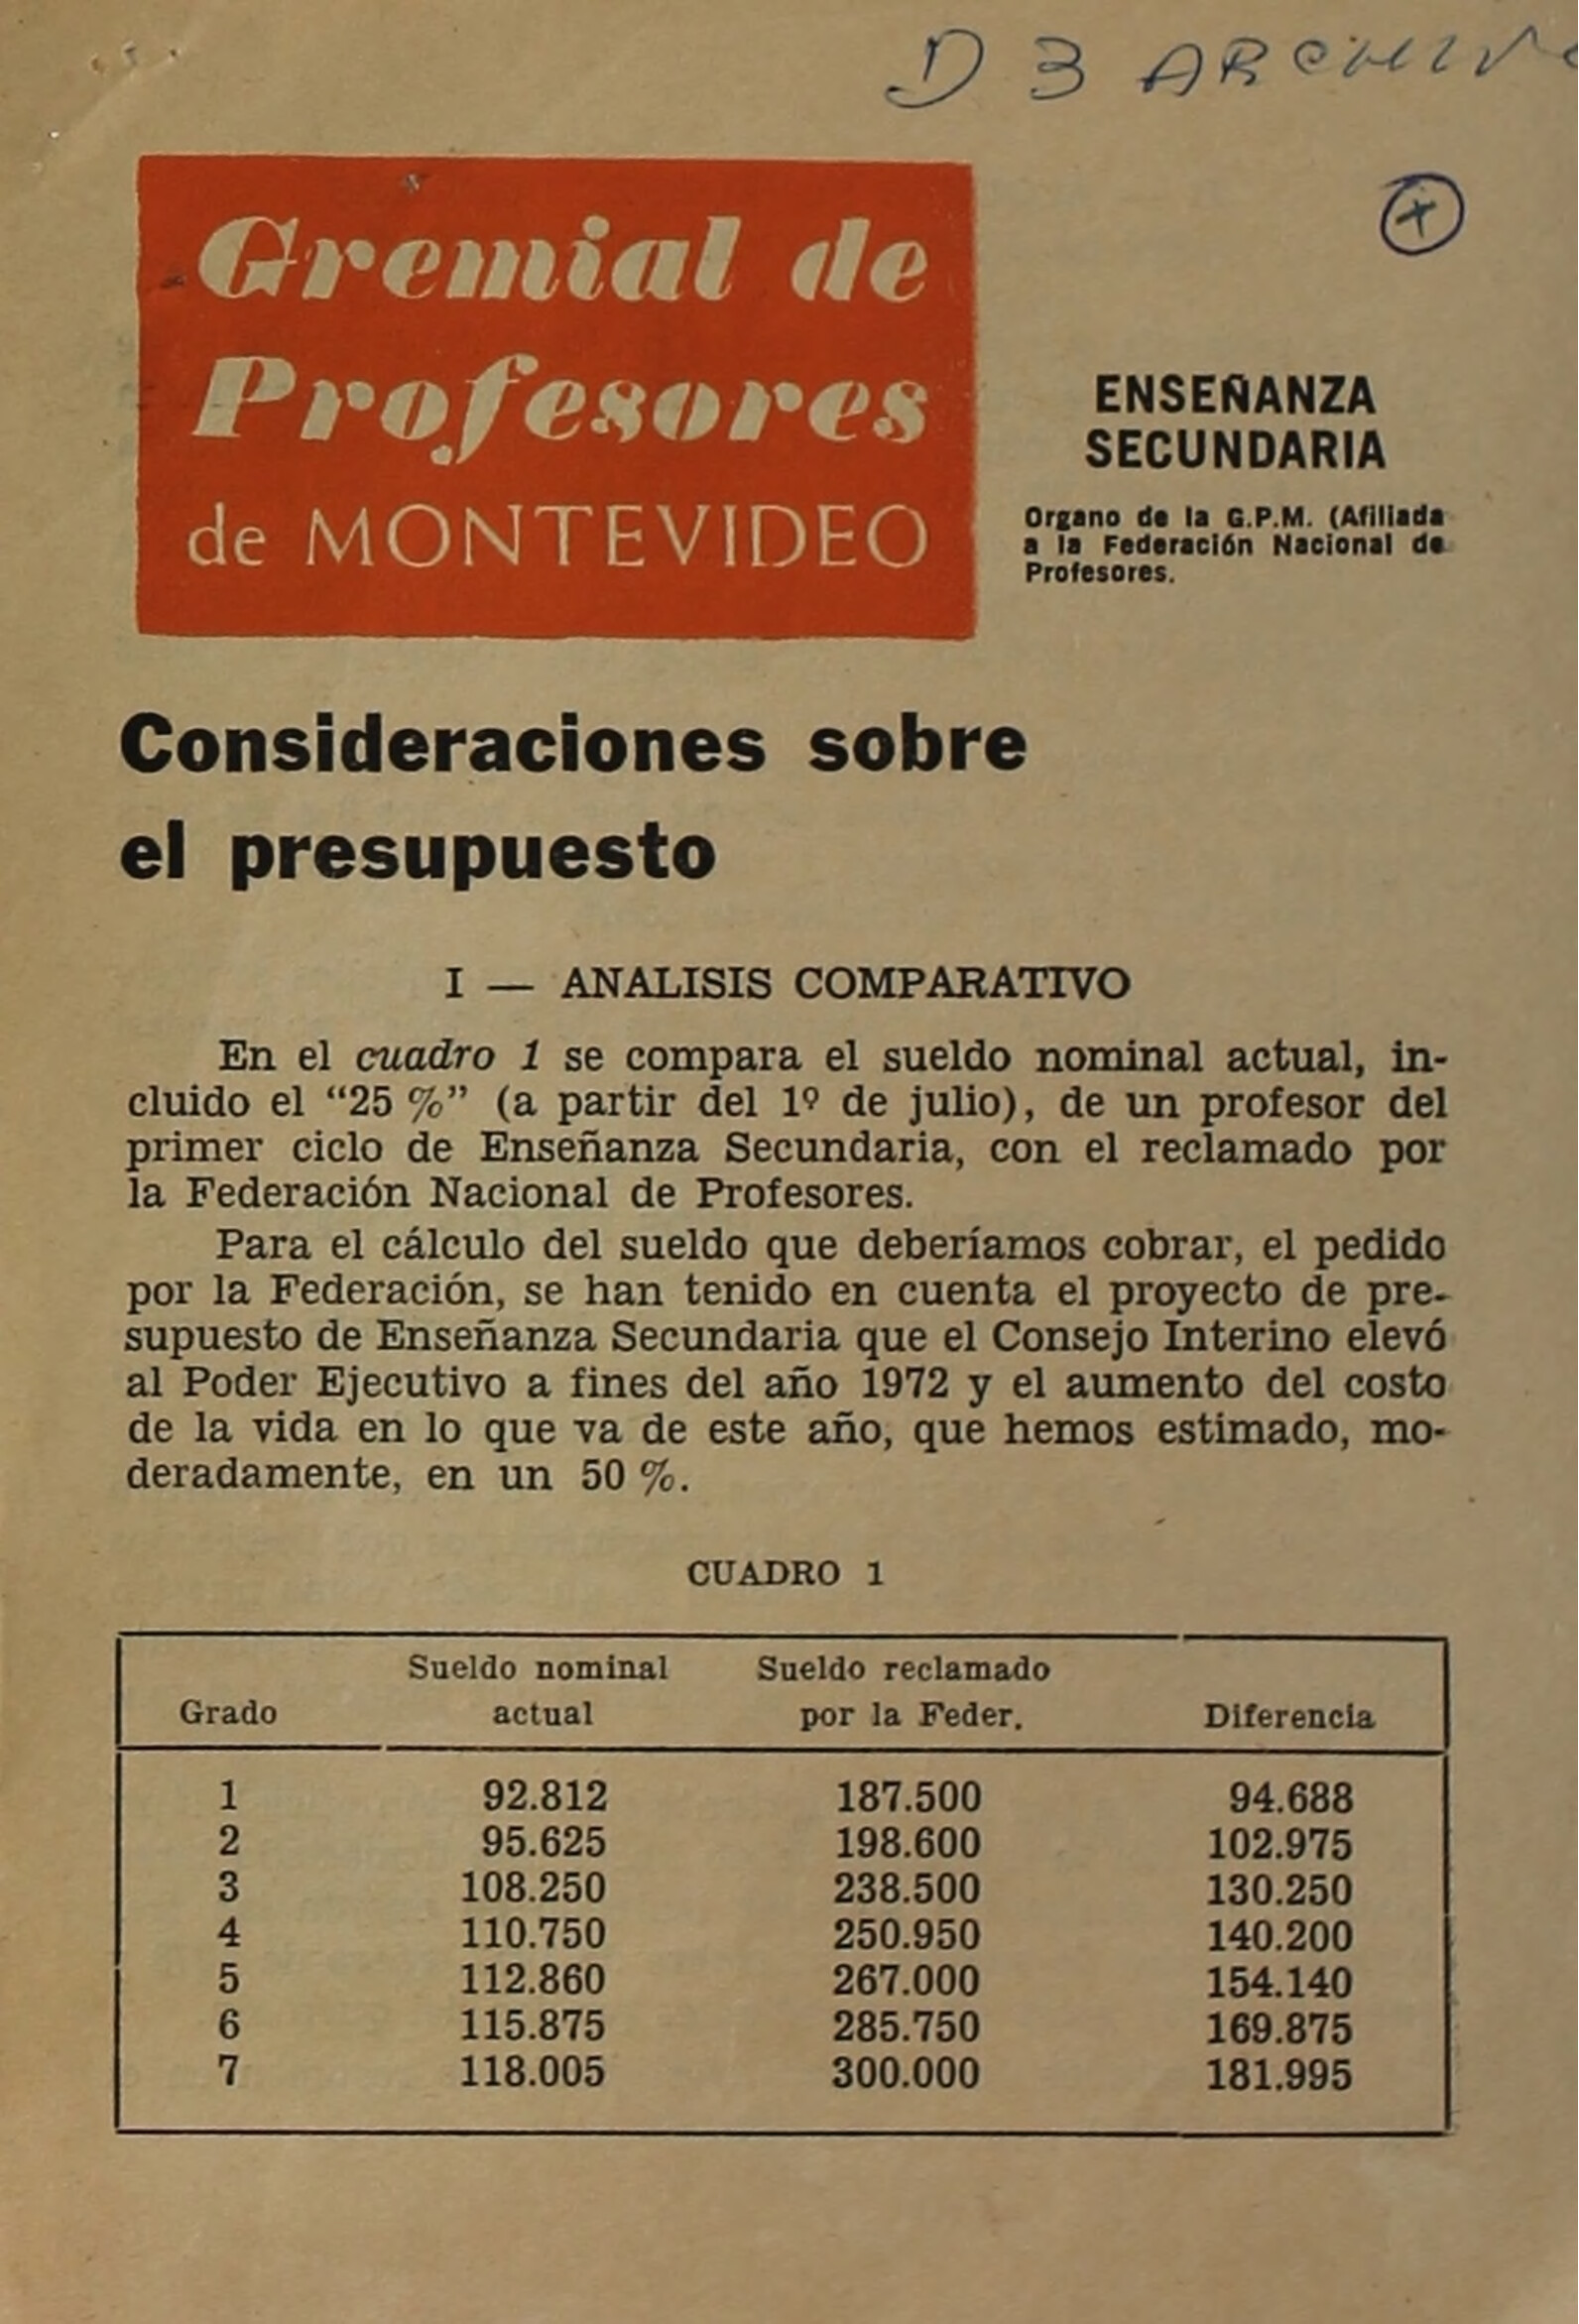 D 3 ARCHIVO
Gremial de
Profesores
de MONTEVIDEO
ENSEÑANZA
SECUNDARIA
Organo de la G.P.M. (Afiliada
a la Federación Nacional de
Profesores.
Consideraciones sobre
el presupuesto
I — ANALISIS COMPARATIVO
En el cuadro 1 se compara el sueldo nominal actual, in-
cluido el “25 %” (a partir del 1º de julio), de un profesor del
primer ciclo de Enseñanza Secundaria, con el reclamado por
la Federación Nacional de Profesores.
Para el cálculo del sueldo que deberíamos cobrar, el pedido
por la Federación, se han tenido en cuenta el proyecto de pre-
supuesto de Enseñanza Secundaria que el Consejo Interino elevó
al Poder Ejecutivo a fines del año 1972 y el aumento del costo
de la vida en lo que va de este año, que hemos estimado, mo-
deradamente, en un 50 %.
CUADRO 1
Grado Sueldo nominal actual Sueldo reclamado por la Feder. Diferencia
1 92.812 187.500 94.688
2 95.625 198.600 102.975
3 108.250 238.500 130.250
4 110.750 250.950 140.200
5 112.860 267.000 154.140
6 115.875 285.750 169.875
7 118.005 300.000 181.995